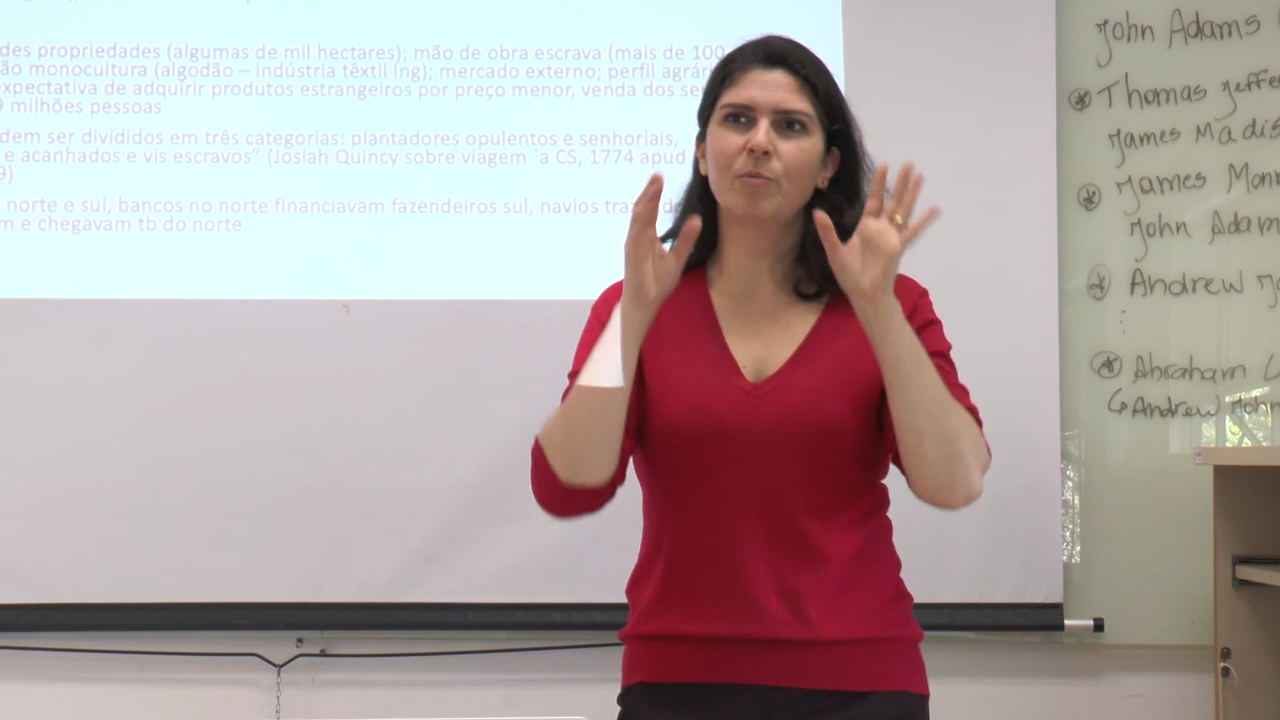 des propriedades (algumas de mil hectares); mão de obra escrava (mais de 100
ão monocultura (algodão – indústria têxtil ing); mercado externo; perfil agrár
expectativa de adquirir produtos estrangeiros por preço menor, venda dos se
9 milhões pessoas
dem ser divididos em três categorias: plantadores opulentos e senhoriais,
e acanhados e vis escravos” (Josiah Quincy sobre viagem `a CS, 1774 apud
9)
norte e sul, bancos no norte financiavam fazendeiros sul, navios
m e chegavam tb do norte
John Adams
Thomas Jeffe
James Madis
James Mon
John Adam
Andrew
Abraham
Andrew John